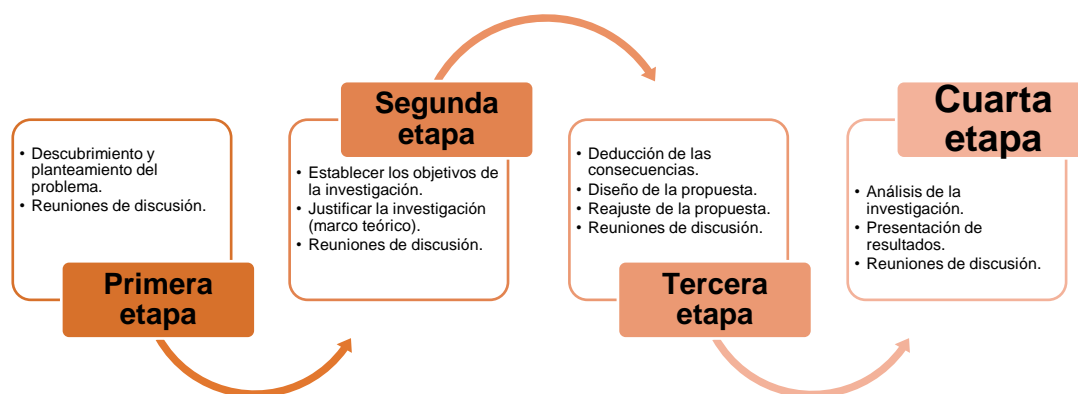 • Descubrimiento y
planteamiento del
problema.
• Reuniones de discusión.
Primera
etapa
Segunda
etapa
• Establecer los objetivos de
la investigación.
• Justificar la investigación
(marco teórico).
• Reuniones de discusión.
• Deducción de las
consecuencias.
• Diseño de la propuesta.
• Reajuste de la propuesta.
• Reuniones de discusión.
Tercera
etapa
Cuarta
etapa
• Análisis de la
investigación.
• Presentación de
resultados.
• Reuniones de discusión.